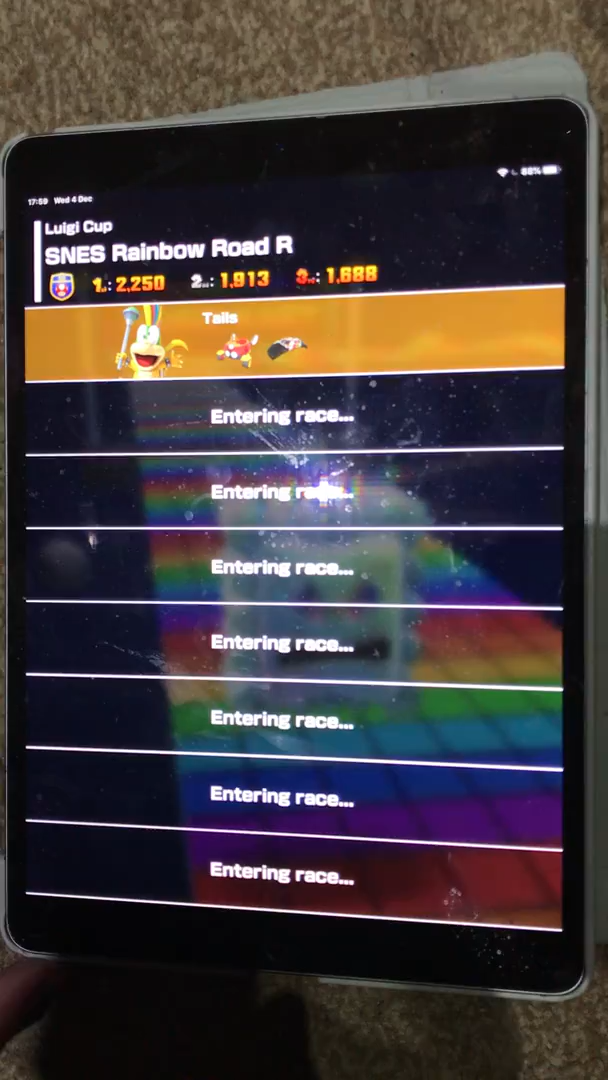 17:59 Wed 4 Dec
88%
Luigi Cup
SNES Rainbow Road R
1st: 2,250 2nd: 1,913 3rd: 1,688
Tails
Entering race...
Entering race...
Entering race...
Entering race...
Entering race...
Entering race...
Entering race...